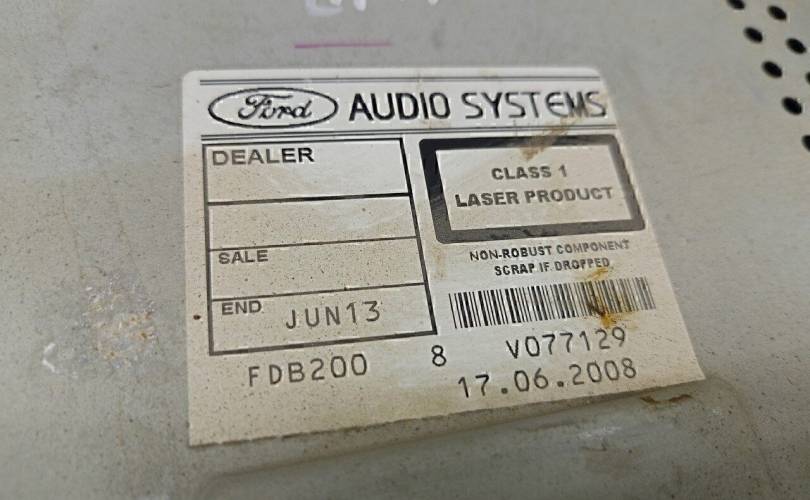 Ford AUDIO SYSTEMS
DEALER
SALE
END JUN13
CLASS 1
LASER PRODUCT
NON-ROBUST COMPONENT
SCRAP IF DROPPED
FDB200 8 V077129
17.06.2008